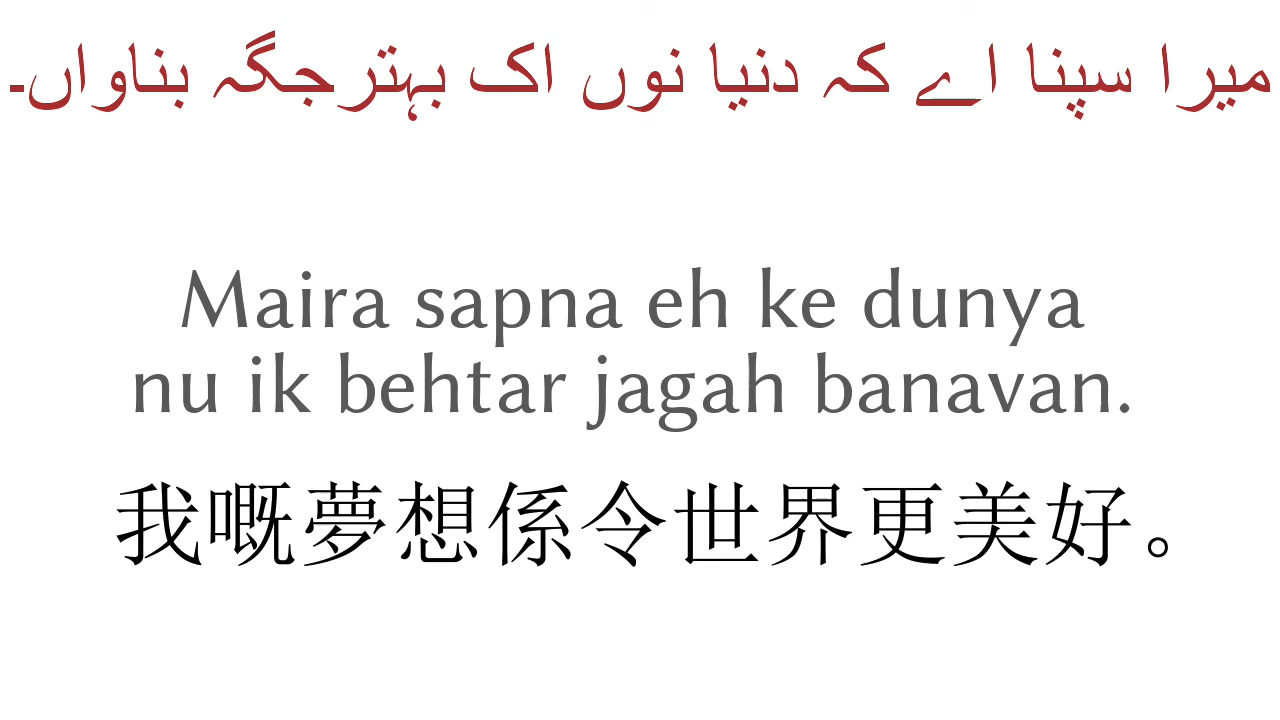 میرا سپنا اے کہ دنیا نوں اک بہترجگہ بناواں۔
Maira sapna eh ke dunya
nu ik behtar jagah banavan.
我嘅夢想係令世界更美好。